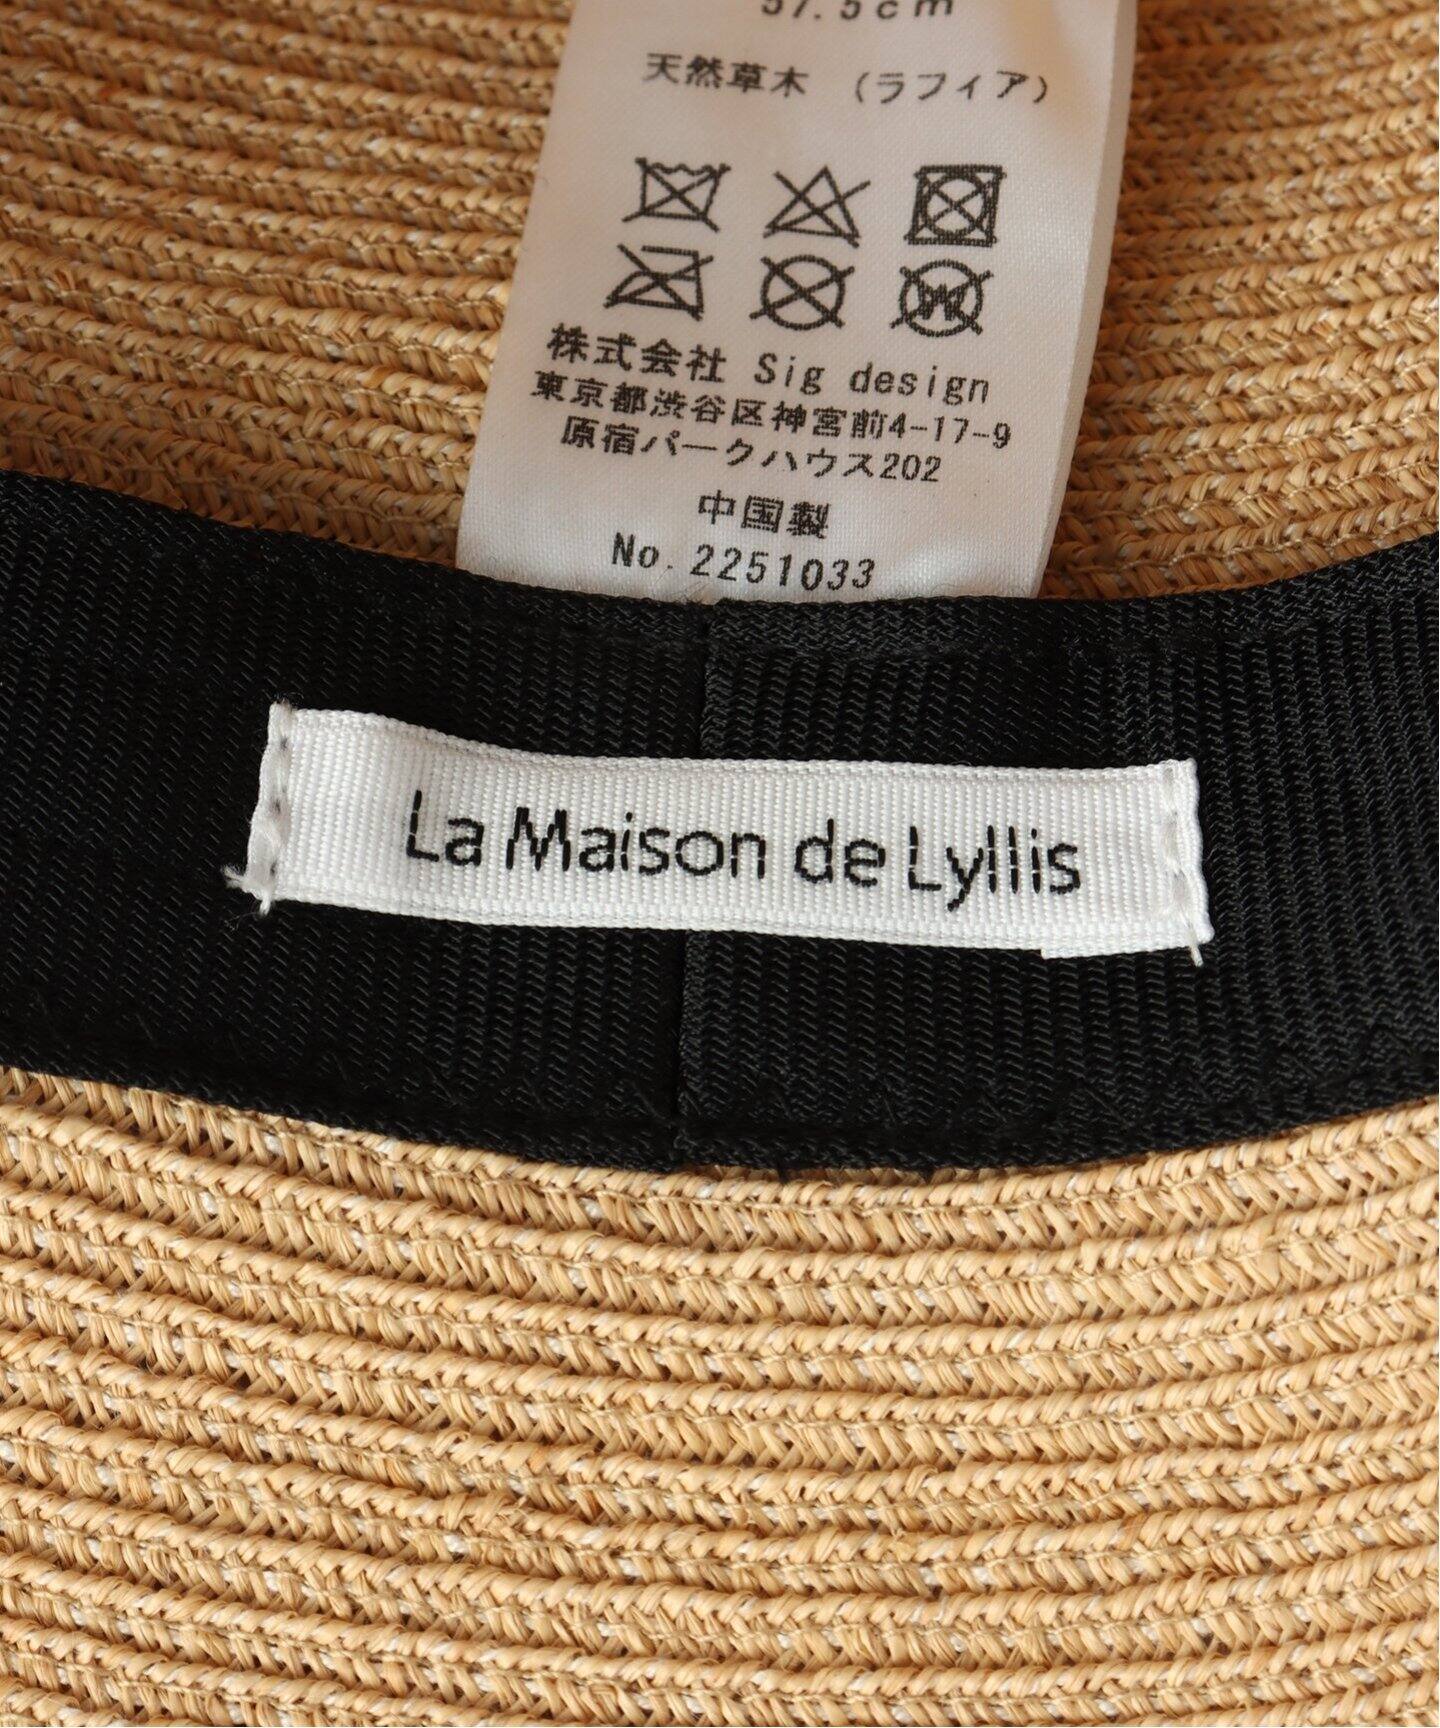 57.5cm
天然草木 (ラフィア)
株式会社 Sig design
東京都渋谷区神宮前4-17-9
原宿パークハウス202
中国製
No. 2251033
La Maison de Lyllis